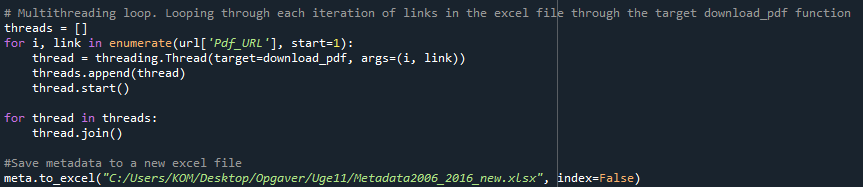 # Multithreading loop. Looping through each iteration of links in the excel file through the target download_pdf function
threads = []
for i, link in enumerate(url['Pdf_URL'], start=1):
    thread = threading.Thread(target=download_pdf, args=(i, link))
    threads.append(thread)
    thread.start()

for thread in threads:
    thread.join()

#Save metadata to a new excel file
meta.to_excel("C:/Users/KOM/Desktop/Opgaver/Uge11/Metadata2006_2016_new.xlsx", index=False)